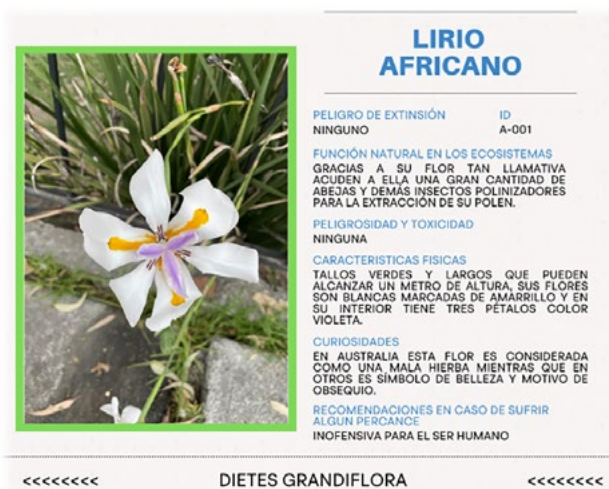 LIRIO
AFRICANO
PELIGRO DE EXTINSIÓN
NINGUNO
ID
A-001
FUNCIÓN NATURAL EN LOS ECOSISTEMAS
GRACIAS A SU FLOR TAN LLAMATIVA
ACUDEN A ELLA UNA GRAN CANTIDAD DE
ABEJAS Y DEMÁS INSECTOS POLINIZADORES
PARA LA EXTRACCIÓN DE SU POLEN.
PELIGROSIDAD Y TOXICIDAD
NINGUNA
CARACTERISTICAS FISICAS
TALLOS VERDES Y LARGOS QUE PUEDEN
ALCANZAR UN METRO DE ALTURA, SUS FLORES
SON BLANCAS MARCADAS DE AMARRILLO Y EN
SU INTERIOR TIENE TRES PÉTALOS COLOR
VIOLETA.
CURIOSIDADES
EN AUSTRALIA ESTA FLOR ES CONSIDERADA
COMO UNA MALA HIERBA MIENTRAS QUE EN
OTROS ES SÍMBOLO DE BELLEZA Y MOTIVO DE
OBSEQUIO.
RECOMENDACIONES EN CASO DE SUFRIR
ALGUN PERCANCE
INOFENSIVA PARA EL SER HUMANO
<<<<<<<< DIETES GRANDIFLORA <<<<<<<<